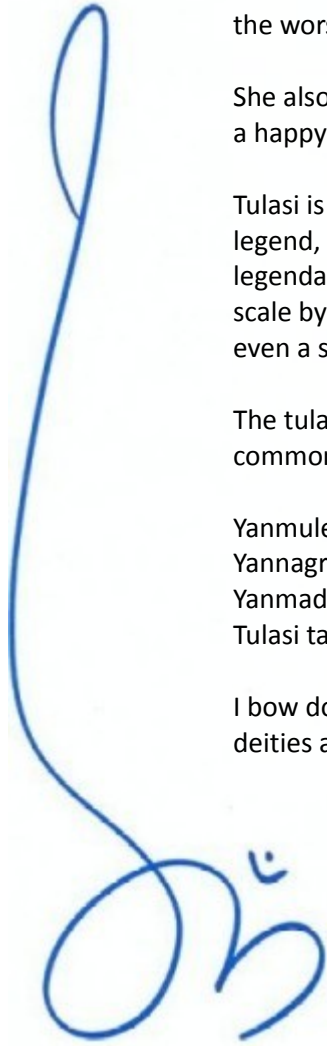 the wors
She also
a happy
Tulasi is
legend,
legenda
scale by
even a s
The tula
common
Yanmule
Yannagr
Yanmad
Tulasi ta
I bow do
deities a